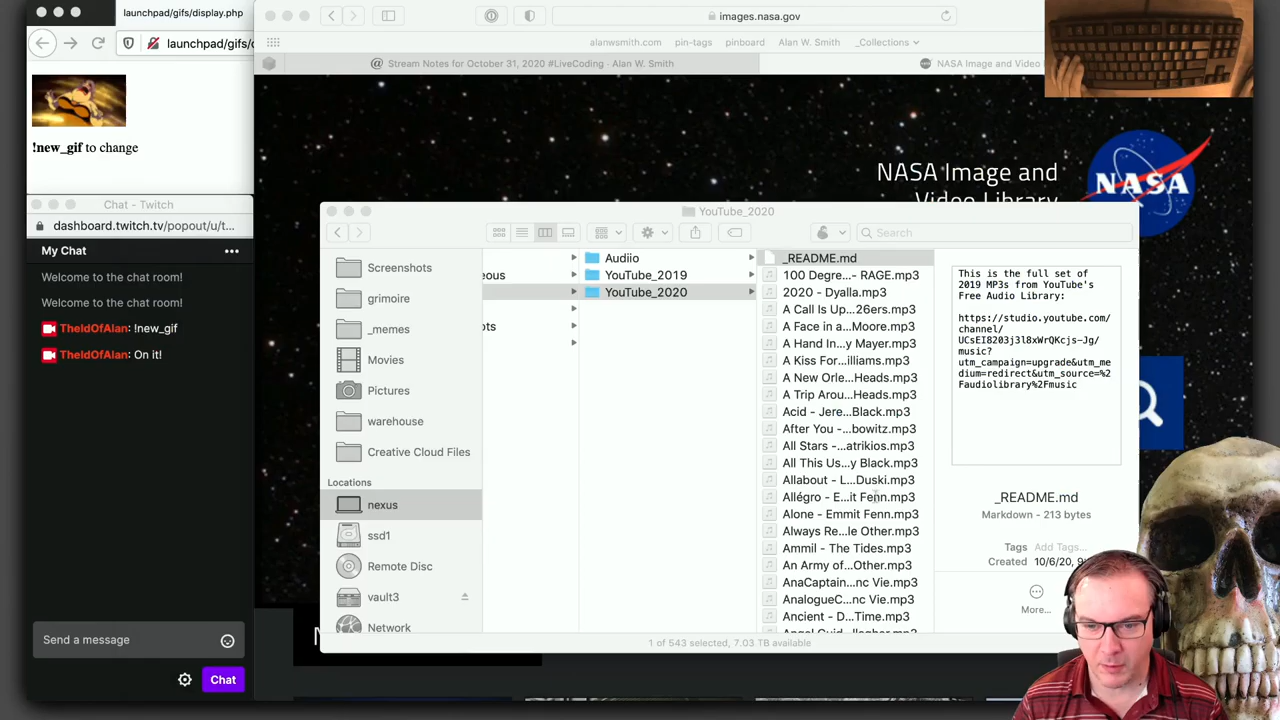 launchpad/gifs/display.php
launchpad/gifs/
!new_gif to change
Chat - Twitch
dashboard.twitch.tv/popout/u/t...
My Chat
Welcome to the chat room!
Welcome to the chat room!
TheIdOfAlan: !new_gif
TheIdOfAlan: On it!
Send a message
Chat
images.nasa.gov
alanwsmith.com
pin-tags
pinboard
Alan W. Smith
_Collections
Stream Notes for October 31, 2020 #LiveCoding · Alan W. Smith
NASA Image and Video
NASA Image and
Video Library
NASA
YouTube_2020
Search
Screenshots
grimoire
_memes
Movies
Pictures
warehouse
Creative Cloud Files
Locations
nexus
ssd1
Remote Disc
vault3
Network
eous
ots
Audiio
YouTube_2019
YouTube_2020
_README.md
100 Degre...- RAGE.mp3
2020 - Dyalla.mp3
A Call Is Up...26ers.mp3
A Face in a...Moore.mp3
A Hand In...y Mayer.mp3
A Kiss For...illiams.mp3
A New Orle...Heads.mp3
A Trip Arou...Heads.mp3
Acid - Jere...Black.mp3
After You -...bowitz.mp3
All Stars -...atrikios.mp3
All This Us...y Black.mp3
Allabout - L...Duski.mp3
Allégro - E...it Fenn.mp3
Alone - Emmit Fenn.mp3
Always Re...le Other.mp3
Ammil - The Tides.mp3
An Army of...Other.mp3
AnaCaptain...nc Vie.mp3
AnalogueC...nc Vie.mp3
Ancient - D...Time.mp3
This is the full set of
2019 MP3s from YouTube's
Free Audio Library:
https://studio.youtube.com/
channel/
UCsEI8203j3l8xWrQKcjs-Jg/
music?
utm_campaign=upgrade&utm_me
dium=redirect&utm_source=%2
Faudiolibrary%2Fmusic
_README.md
Markdown - 213 bytes
Tags Add Tags...
Created 10/6/20, 9
More...
1 of 543 selected, 7.03 TB available